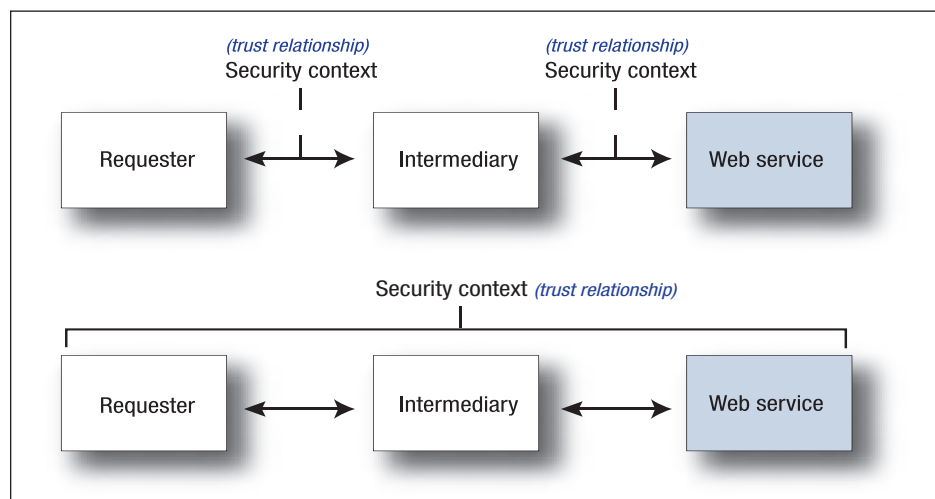 (trust relationship)
Security context
(trust relationship)
Security context
Requester
Intermediary
Web service
Security context (trust relationship)
Requester
Intermediary
Web service